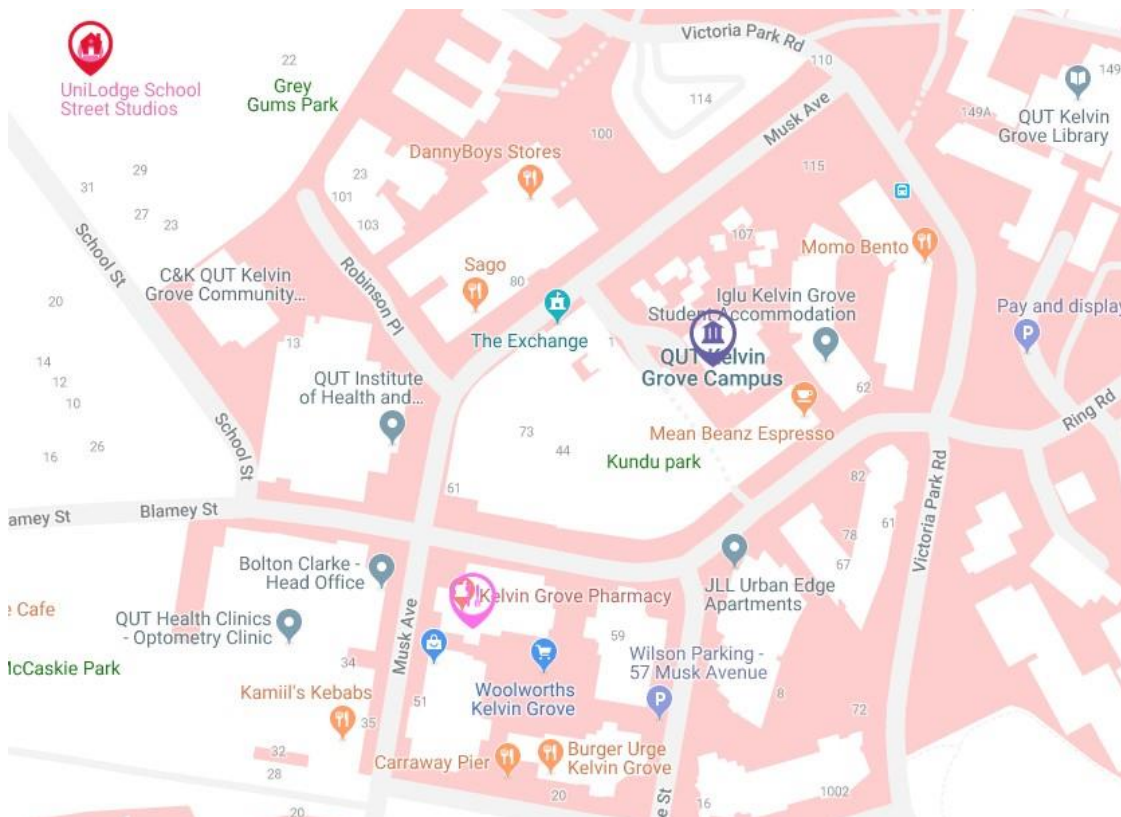 Victoria Park Rd
110
149
22
UniLodge School
Street Studios
Grey
Gums Park
114
Musk Ave
149A
QUT Kelvin
Grove Library
100
DannyBoys Stores
115
29
31
23
101
27
23
103
107
Momo Bento
School St
Robinson Pl
C&K QUT Kelvin
Grove Community...
Sago
80
Iglu Kelvin Grove
Student Accommodation
20
Pay and display
The Exchange
1
13
14
12
10
QUT Institute
of Health and...
QUT Kelvin
Grove Campus
62
Ring Rd
School St
73
44
Mean Beanz Espresso
16
26
Kundu park
61
82
Victoria Park Rd
amey St
Blamey St
61
78
67
Bolton Clarke -
Head Office
JLL Urban Edge
Apartments
Kelvin Grove Pharmacy
e Cafe
QUT Health Clinics
- Optometry Clinic
59
Musk Ave
Wilson Parking -
57 Musk Avenue
McCaskie Park
34
Kamiil's Kebabs
51
Woolworths
Kelvin Grove
8
35
72
32
28
Carraway Pier
Burger Urge
Kelvin Grove
20
e St
16
1002
20